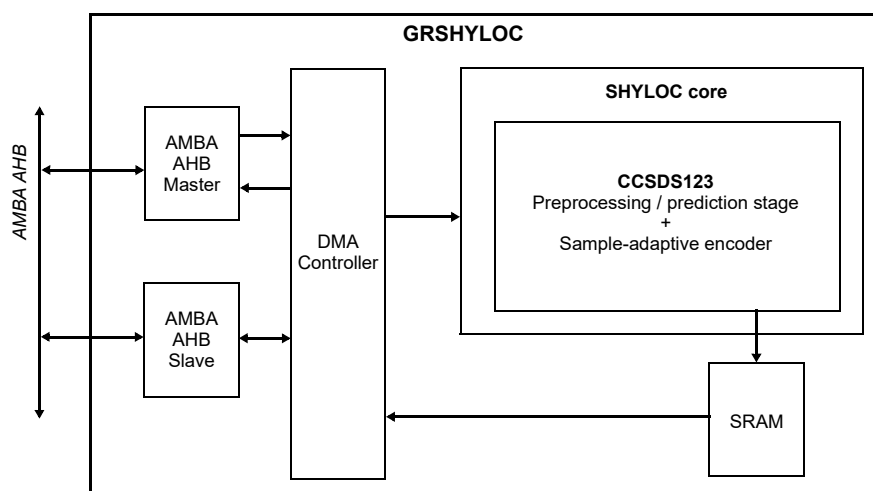 GRSHYLOC
SHYLOC core
AMBA AHB
AMBA
AHB
Master
CCSDS123
Preprocessing / prediction stage
+
Sample-adaptive encoder
DMA
Controller
AMBA
AHB
Slave
SRAM